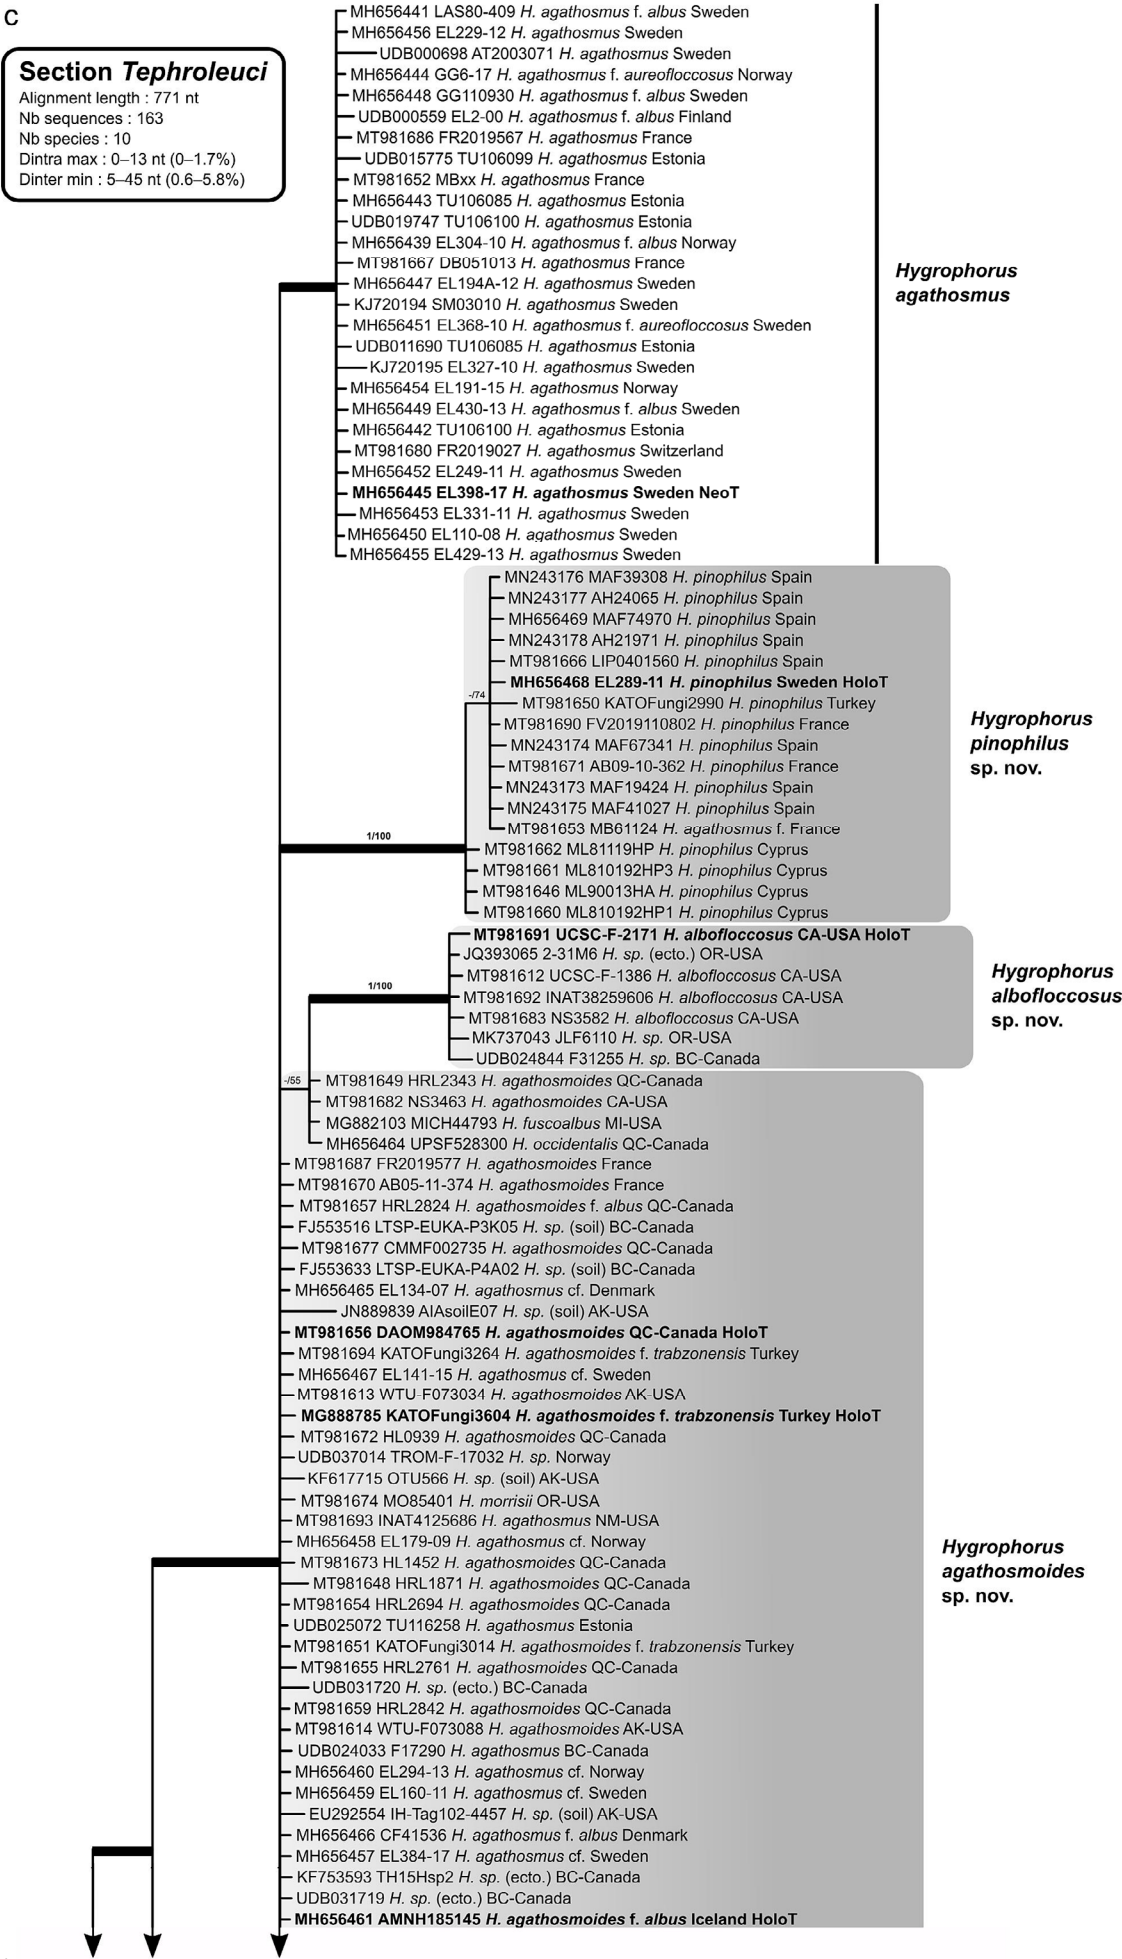 C
Section Tephroleuci
Alignment length : 771 nt
Nb sequences : 163
Nb species : 10
Dintra max : 0–13 nt (0–1.7%)
Dinter min : 5–45 nt (0.6–5.8%)
MH656441 LAS80-409 H. agathosmus f. albus Sweden
MH656456 EL229-12 H. agathosmus Sweden
UDB000698 AT2003071 H. agathosmus Sweden
MH656444 GG6-17 H. agathosmus f. aureofloccosus Norway
MH656448 GG110930 H. agathosmus f. albus Sweden
UDB000559 EL2-00 H. agathosmus f. albus Finland
MT981686 FR2019567 H. agathosmus France
UDB015775 TU106099 H. agathosmus Estonia
MT981652 MBxx H. agathosmus France
MH656443 TU106085 H. agathosmus Estonia
UDB019747 TU106100 H. agathosmus Estonia
MH656439 EL304-10 H. agathosmus f. albus Norway
MT981667 DB051013 H. agathosmus France
MH656447 EL194A-12 H. agathosmus Sweden
KJ720194 SM03010 H. agathosmus Sweden
MH656451 EL368-10 H. agathosmus f. aureofloccosus Sweden
UDB011690 TU106085 H. agathosmus Estonia
KJ720195 EL327-10 H. agathosmus Sweden
MH656454 EL191-15 H. agathosmus Norway
MH656449 EL430-13 H. agathosmus f. albus Sweden
MH656442 TU106100 H. agathosmus Estonia
MT981680 FR2019027 H. agathosmus Switzerland
MH656452 EL249-11 H. agathosmus Sweden
MH656445 EL398-17 H. agathosmus Sweden NeoT
MH656453 EL331-11 H. agathosmus Sweden
MH656450 EL110-08 H. agathosmus Sweden
MH656455 EL429-13 H. agathosmus Sweden
Hygrophorus
agathosmus
MN243176 MAF39308 H. pinophilus Spain
MN243177 AH24065 H. pinophilus Spain
MH656469 MAF74970 H. pinophilus Spain
MN243178 AH21971 H. pinophilus Spain
MT981666 LIP0401560 H. pinophilus Spain
MH656468 EL289-11 H. pinophilus Sweden HoloT
-/74
MT981650 KATOFungi2990 H. pinophilus Turkey
MT981690 FV2019110802 H. pinophilus France
MN243174 MAF67341 H. pinophilus Spain
MT981671 AB09-10-362 H. pinophilus France
MN243173 MAF19424 H. pinophilus Spain
MN243175 MAF41027 H. pinophilus Spain
MT981653 MB61124 H. agathosmus f. France
1/100
MT981662 ML81119HP H. pinophilus Cyprus
MT981661 ML810192HP3 H. pinophilus Cyprus
MT981646 ML90013HA H. pinophilus Cyprus
MT981660 ML810192HP1 H. pinophilus Cyprus
Hygrophorus
pinophilus
sp. nov.
MT981691 UCSC-F-2171 H. albofloccosus CA-USA HoloT
JQ393065 2-31M6 H. sp. (ecto.) OR-USA
MT981612 UCSC-F-1386 H. albofloccosus CA-USA
1/100
MT981692 INAT38259606 H. albofloccosus CA-USA
MT981683 NS3582 H. albofloccosus CA-USA
MK737043 JLF6110 H. sp. OR-USA
UDB024844 F31255 H. sp. BC-Canada
Hygrophorus
albofloccosus
sp. nov.
-/55
MT981649 HRL2343 H. agathosmoides QC-Canada
MT981682 NS3463 H. agathosmoides CA-USA
MG882103 MICH44793 H. fuscoalbus MI-USA
MH656464 UPSF528300 H. occidentalis QC-Canada
MT981687 FR2019577 H. agathosmoides France
MT981670 AB05-11-374 H. agathosmoides France
MT981657 HRL2824 H. agathosmoides f. albus QC-Canada
FJ553516 LTSP-EUKA-P3K05 H. sp. (soil) BC-Canada
MT981677 CMMF002735 H. agathosmoides QC-Canada
FJ553633 LTSP-EUKA-P4A02 H. sp. (soil) BC-Canada
MH656465 EL134-07 H. agathosmus cf. Denmark
JN889839 AIAsoilE07 H. sp. (soil) AK-USA
MT981656 DAOM984765 H. agathosmoides QC-Canada HoloT
MT981694 KATOFungi3264 H. agathosmoides f. trabzonensis Turkey
MH656467 EL141-15 H. agathosmus cf. Sweden
MT981613 WTU-F073034 H. agathosmoides AK-USA
MG888785 KATOFungi3604 H. agathosmoides f. trabzonensis Turkey HoloT
MT981672 HL0939 H. agathosmoides QC-Canada
UDB037014 TROM-F-17032 H. sp. Norway
KF617715 OTU566 H. sp. (soil) AK-USA
MT981674 MO85401 H. morrisii OR-USA
MT981693 INAT4125686 H. agathosmus NM-USA
MH656458 EL179-09 H. agathosmus cf. Norway
MT981673 HL1452 H. agathosmoides QC-Canada
MT981648 HRL1871 H. agathosmoides QC-Canada
MT981654 HRL2694 H. agathosmoides QC-Canada
UDB025072 TU116258 H. agathosmus Estonia
MT981651 KATOFungi3014 H. agathosmoides f. trabzonensis Turkey
MT981655 HRL2761 H. agathosmoides QC-Canada
UDB031720 H. sp. (ecto.) BC-Canada
MT981659 HRL2842 H. agathosmoides QC-Canada
MT981614 WTU-F073088 H. agathosmoides AK-USA
UDB024033 F17290 H. agathosmus BC-Canada
MH656460 EL294-13 H. agathosmus cf. Norway
MH656459 EL160-11 H. agathosmus cf. Sweden
EU292554 IH-Tag102-4457 H. sp. (soil) AK-USA
MH656466 CF41536 H. agathosmus f. albus Denmark
MH656457 EL384-17 H. agathosmus cf. Sweden
KF753593 TH15Hsp2 H. sp. (ecto.) BC-Canada
UDB031719 H. sp. (ecto.) BC-Canada
MH656461 AMNH185145 H. agathosmoides f. albus Iceland HoloT
Hygrophorus
agathosmoides
sp. nov.